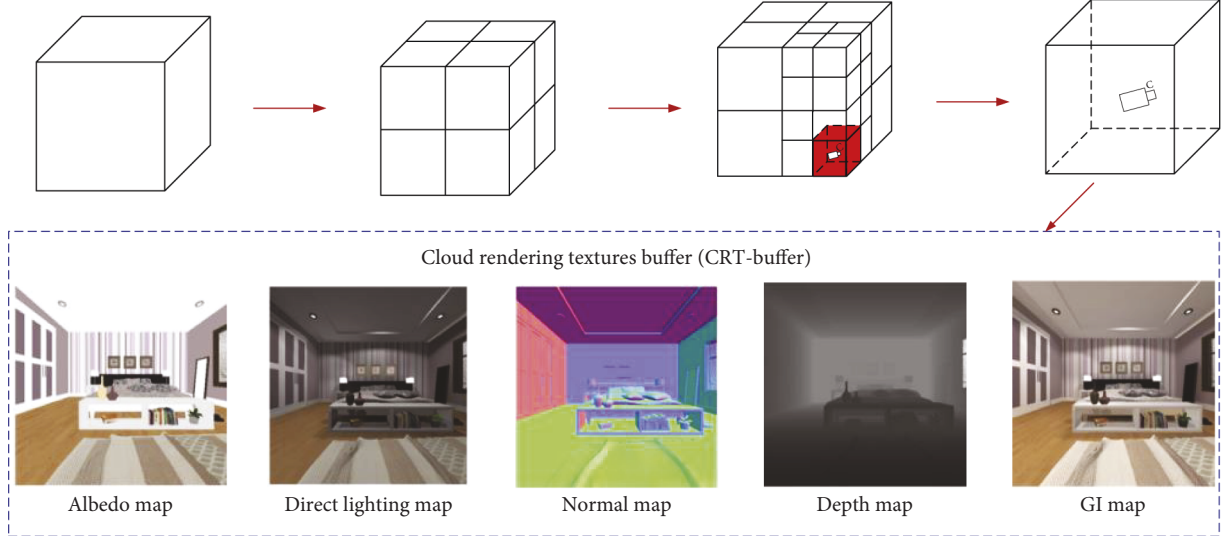 C
C
Cloud rendering textures buffer (CRT-buffer)
Albedo map
Direct lighting map
Normal map
Depth map
GI map